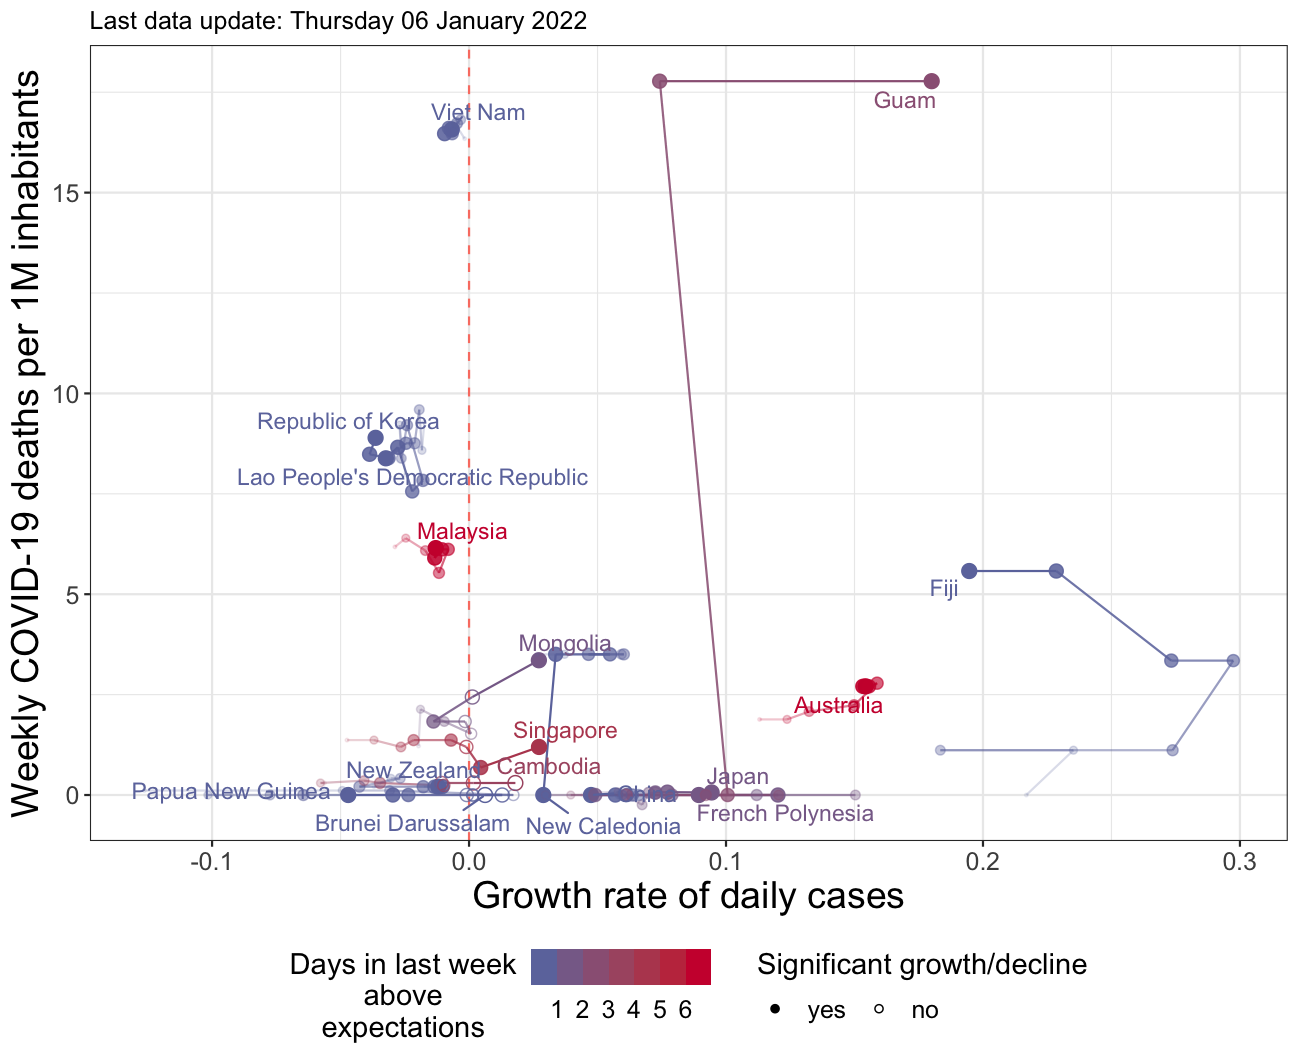 Last data update: Thursday 06 January 2022
Weekly COVID-19 deaths per 1M inhabitants
15
10
5
0
Guam
Viet Nam
Republic of Korea
Lao People's Democratic Republic
Malaysia
Fiji
Mongolia
Australia
Singapore
New Zealand
Cambodia
Japan
Papua New Guinea
French Polynesia
Brunei Darussalam
New Caledonia
-0.1
0.0
0.1
0.2
0.3
Growth rate of daily cases
Days in last week
above
expectations
1 2 3 4 5 6
Significant growth/decline
yes
no